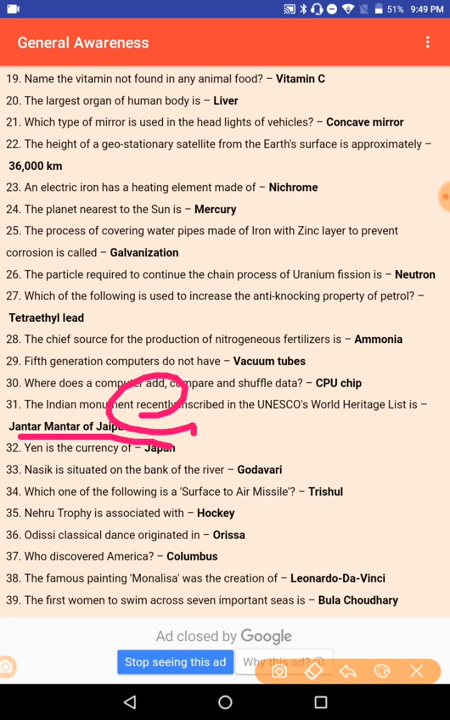 51% 9:49 PM
General Awareness
19. Name the vitamin not found in any animal food? – Vitamin C
20. The largest organ of human body is – Liver
21. Which type of mirror is used in the head lights of vehicles? – Concave mirror
22. The height of a geo-stationary satellite from the Earth's surface is approximately –
36,000 km
23. An electric iron has a heating element made of – Nichrome
24. The planet nearest to the Sun is – Mercury
25. The process of covering water pipes made of Iron with Zinc layer to prevent
corrosion is called – Galvanization
26. The particle required to continue the chain process of Uranium fission is – Neutron
27. Which of the following is used to increase the anti-knocking property of petrol? –
Tetraethyl lead
28. The chief source for the production of nitrogeneous fertilizers is – Ammonia
29. Fifth generation computers do not have – Vacuum tubes
30. Where does a computer add, compare and shuffle data? – CPU chip
31. The Indian monument recently inscribed in the UNESCO's World Heritage List is –
Jantar Mantar of Jaipur
32. Yen is the currency of – Japan
33. Nasik is situated on the bank of the river – Godavari
34. Which one of the following is a 'Surface to Air Missile'? – Trishul
35. Nehru Trophy is associated with – Hockey
36. Odissi classical dance originated in – Orissa
37. Who discovered America? – Columbus
38. The famous painting 'Monalisa' was the creation of – Leonardo-Da-Vinci
39. The first women to swim across seven important seas is – Bula Choudhary
Ad closed by Google
Stop seeing this ad Why this ad?